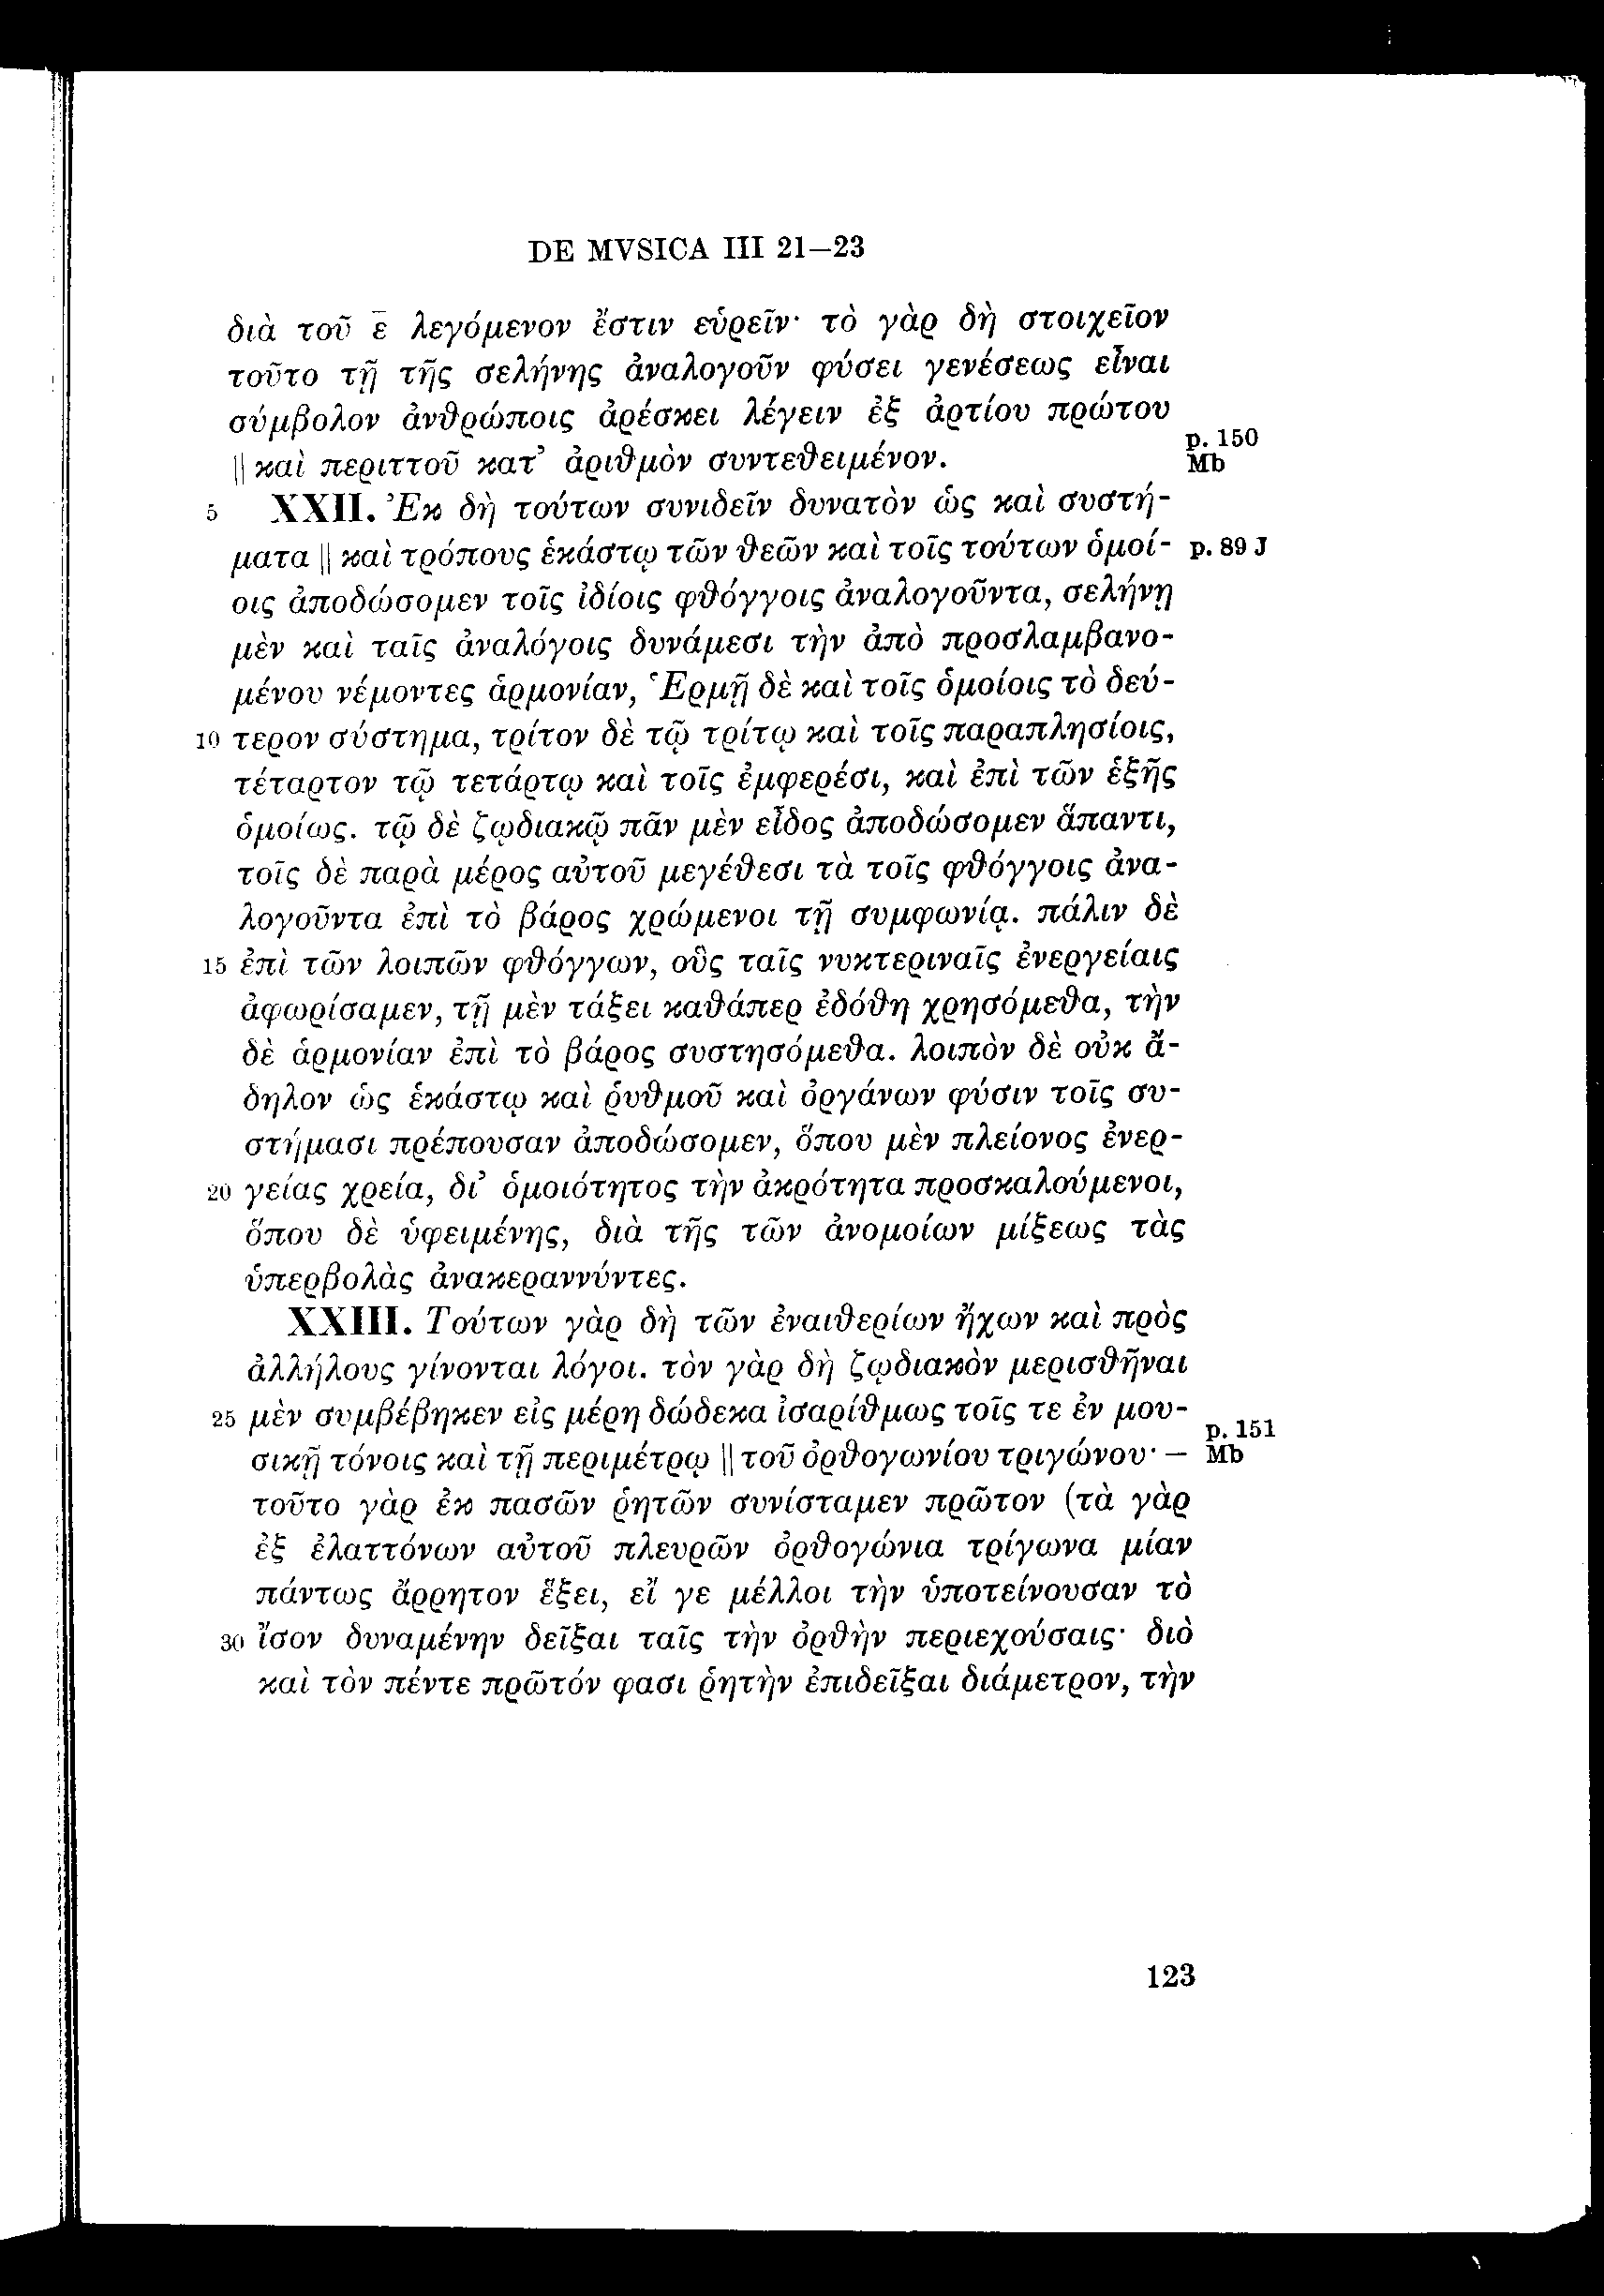 DE MVSICA III 21–23
διὰ τοῦ ε̄ λεγόμενον ἔστιν εὑρεῖν· τὸ γὰρ δὴ στοιχεῖον
τοῦτο τῇ τῆς σελήνης ἀναλογοῦν φύσει γενέσεως εἶναι
σύμβολον ἀνθρώποις ἀρέσκει λέγειν ἐξ ἀρτίου πρώτου
p. 150
|| καὶ περιττοῦ κατ’ ἀριθμὸν συντεθειμένον. Mb
5 XXII. Ἐκ δὴ τούτων συνιδεῖν δυνατὸν ὡς καὶ συστή-
ματα || καὶ τρόπους ἑκάστῳ τῶν θεῶν καὶ τοῖς τούτων ὁμοί- p. 89 J
οις ἀποδώσομεν τοῖς ἰδίοις φθόγγοις ἀναλογοῦντα, σελήνῃ
μὲν καὶ ταῖς ἀναλόγοις δυνάμεσι τὴν ἀπὸ προσλαμβανο-
μένου νέμοντες ἁρμονίαν, Ἑρμῇ δὲ καὶ τοῖς ὁμοίοις τὸ δεύ-
10 τερον σύστημα, τρίτον δὲ τῷ τρίτῳ καὶ τοῖς παραπλησίοις,
τέταρτον τῷ τετάρτῳ καὶ τοῖς ἐμφερέσι, καὶ ἐπὶ τῶν ἑξῆς
ὁμοίως. τῷ δὲ ζῳδιακῷ πᾶν μὲν εἶδος ἀποδώσομεν ἅπαντι,
τοῖς δὲ παρὰ μέρος αὐτοῦ μεγέθεσι τὰ τοῖς φθόγγοις ἀνα-
λογοῦντα ἐπὶ τὸ βάρος χρώμενοι τῇ συμφωνίᾳ. πάλιν δὲ
15 ἐπὶ τῶν λοιπῶν φθόγγων, οὓς ταῖς νυκτεριναῖς ἐνεργείαις
ἀφωρίσαμεν, τῇ μὲν τάξει καθάπερ ἐδόθη χρησόμεθα, τὴν
δὲ ἁρμονίαν ἐπὶ τὸ βάρος συστησόμεθα. λοιπὸν δὲ οὐκ ἄ-
δηλον ὡς ἑκάστῳ καὶ ῥυθμοῦ καὶ ὀργάνων φύσιν τοῖς συ-
στήμασι πρέπουσαν ἀποδώσομεν, ὅπου μὲν πλείονος ἐνερ-
20 γείας χρεία, δι’ ὁμοιότητος τὴν ἀκρότητα προσκαλούμενοι,
ὅπου δὲ ὑφειμένης, διὰ τῆς τῶν ἀνομοίων μίξεως τὰς
ὑπερβολὰς ἀνακεραννύντες.
XXIII. Τούτων γὰρ δὴ τῶν ἐναιθερίων ἤχων καὶ πρὸς
ἀλλήλους γίνονται λόγοι. τὸν γὰρ δὴ ζῳδιακὸν μερισθῆναι
25 μὲν συμβέβηκεν εἰς μέρη δώδεκα ἰσαρίθμως τοῖς τε ἐν μου-
p. 151
σικῇ τόνοις καὶ τῇ περιμέτρῳ || τοῦ ὀρθογωνίου τριγώνου· – Mb
τοῦτο γὰρ ἐκ πασῶν ῥητῶν συνίσταμεν πρῶτον (τὰ γὰρ
ἐξ ἐλαττόνων αὐτοῦ πλευρῶν ὀρθογώνια τρίγωνα μίαν
πάντως ἄρρητον ἕξει, εἴ γε μέλλοι τὴν ὑποτείνουσαν τὸ
30 ἴσον δυναμένην δεῖξαι ταῖς τὴν ὀρθὴν περιεχούσαις· διὸ
καὶ τὸν πέντε πρῶτόν φασι ῥητὴν ἐπιδεῖξαι διάμετρον, τὴν
123